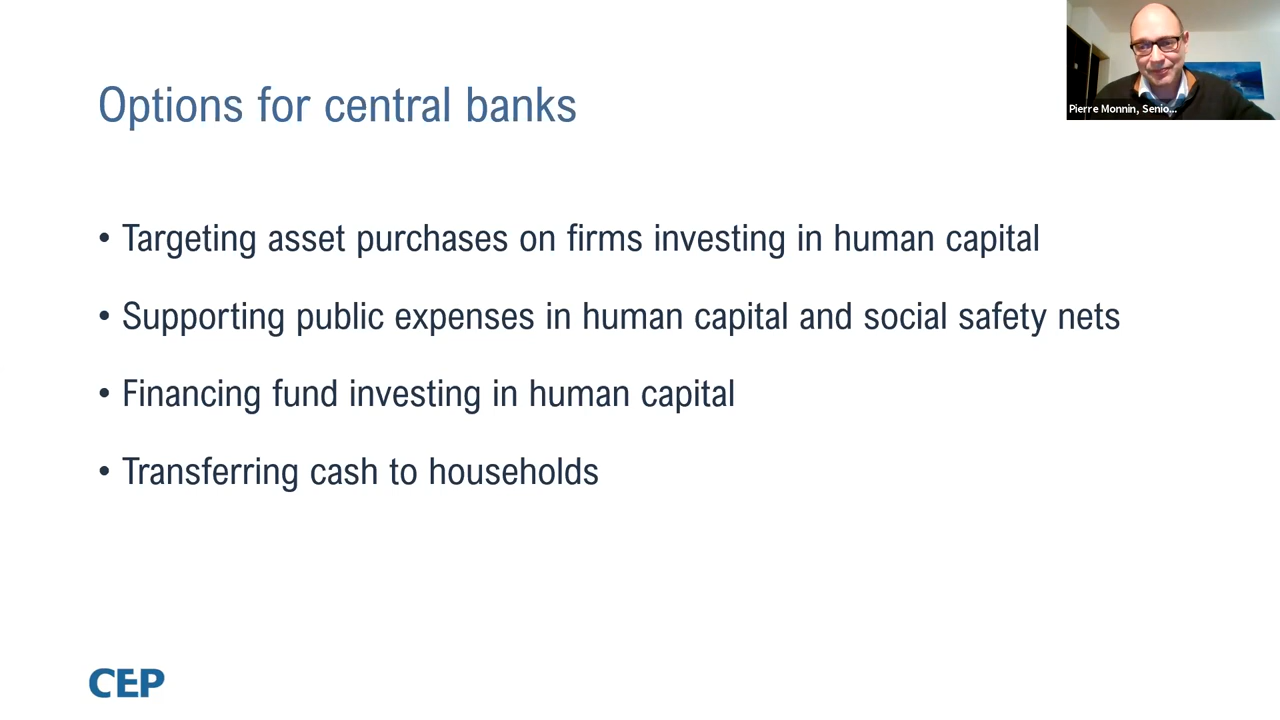 Options for central banks
Pierre Monnin, Senio...
• Targeting asset purchases on firms investing in human capital
• Supporting public expenses in human capital and social safety nets
• Financing fund investing in human capital
• Transferring cash to households
CEP